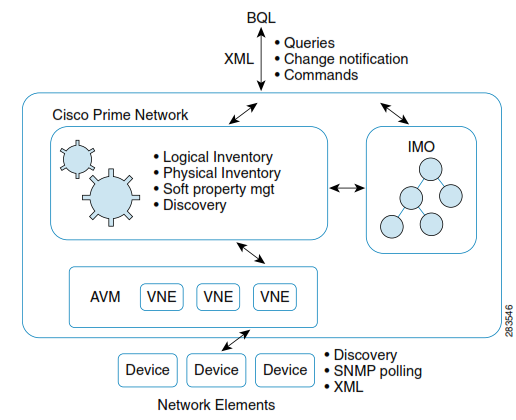 BQL
XML
• Queries
• Change notification
• Commands
Cisco Prime Network
• Logical Inventory
• Physical Inventory
• Soft property mgt
• Discovery
IMO
AVM
VNE
VNE
VNE
283546
Device
Device
Device
• Discovery
• SNMP polling
• XML
Network Elements